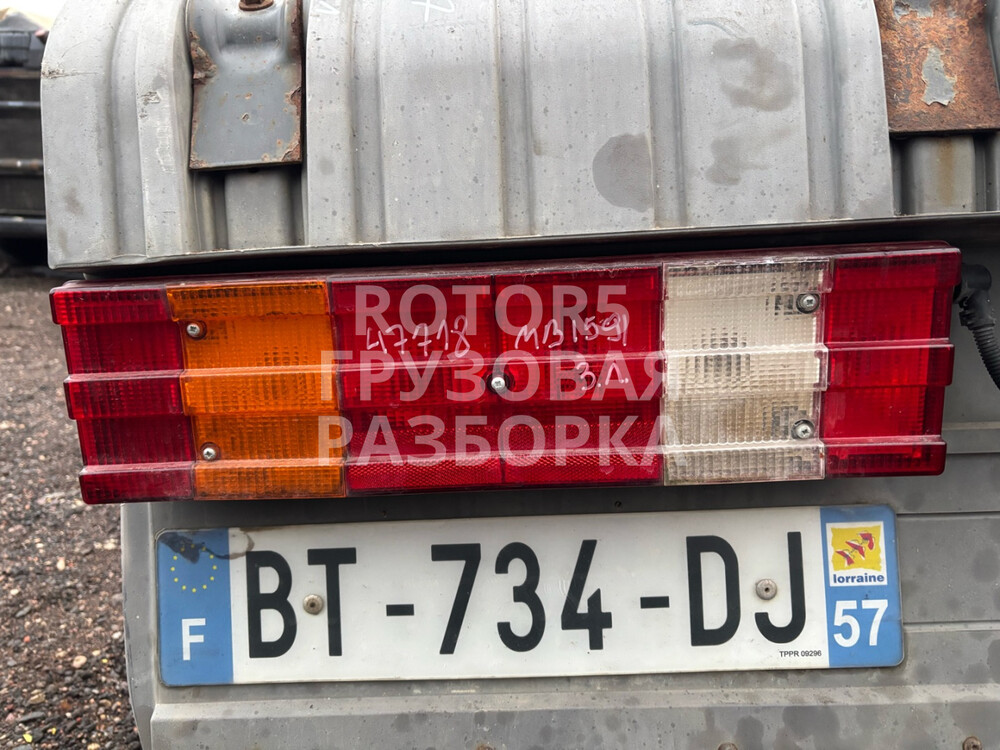 ROTOR5
ГРУЗОВАЯ
РАЗБОРКА
47718 MB1591
З.Л.
F
BT-734-DJ
lorraine
57
TPPR 09296